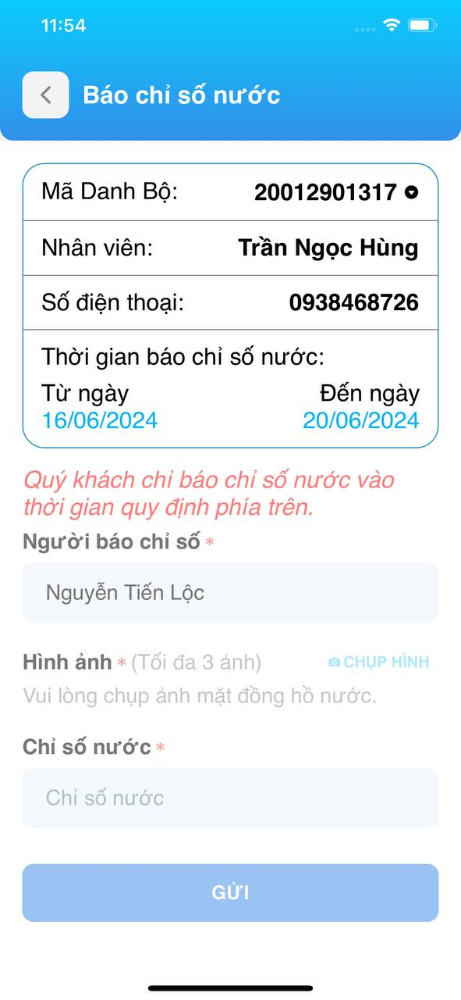 11:54
Báo chỉ số nước
Mã Danh Bộ: 20012901317
Nhân viên: Trần Ngọc Hùng
Số điện thoại: 0938468726
Thời gian báo chỉ số nước:
Từ ngày Đến ngày
16/06/2024 20/06/2024
Quý khách chỉ báo chỉ số nước vào
thời gian quy định phía trên.
Người báo chỉ số *
Nguyễn Tiến Lộc
Hình ảnh * (Tối đa 3 ảnh) CHỤP HÌNH
Vui lòng chụp ảnh mặt đồng hồ nước.
Chỉ số nước *
Chỉ số nước
GỬI